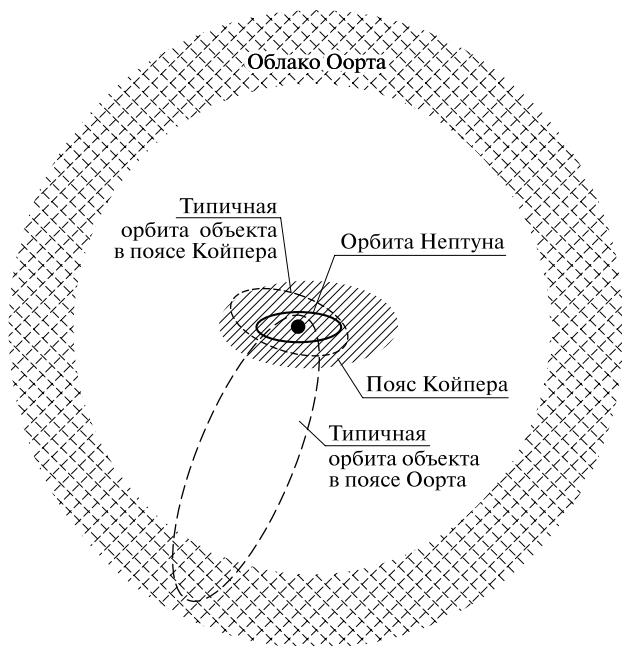 Облако Оорта
Типичная
орбита объекта
в поясе Койпера
Орбита Нептуна
Пояс Койпера
Типичная
орбита объекта
в поясе Оорта